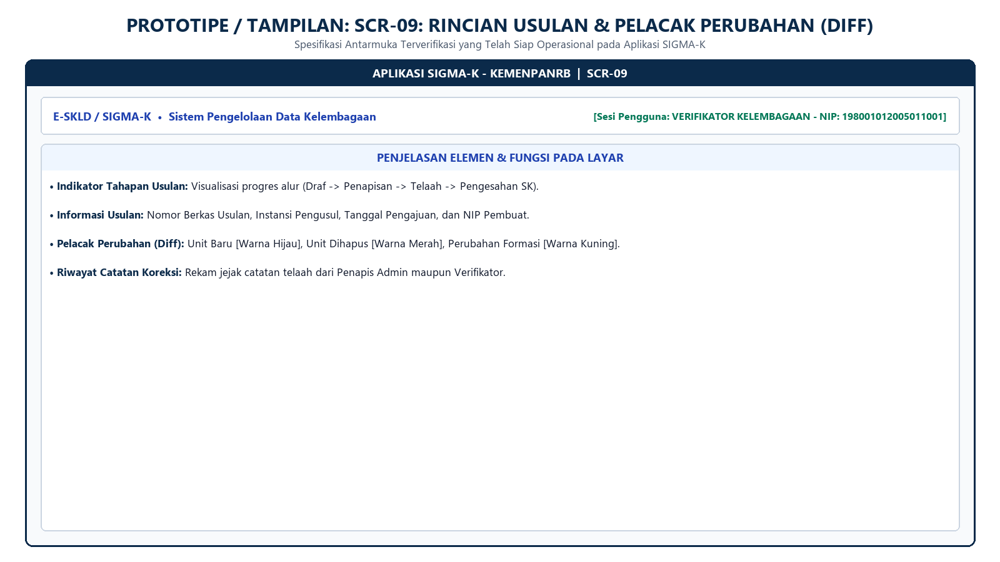 PROTOTIPE / TAMPILAN: SCR-09: RINCIAN USULAN & PELACAK PERUBAHAN (DIFF)
Spesifikasi Antarmuka Terverifikasi yang Telah Siap Operasional pada Aplikasi SIGMA-K
APLIKASI SIGMA-K - KEMENPANRB | SCR-09
E-SKLD / SIGMA-K • Sistem Pengelolaan Data Kelembagaan
[Sesi Pengguna: VERIFIKATOR KELEMBAGAAN - NIP: 198001012005011001]
PENJELASAN ELEMEN & FUNGSI PADA LAYAR
• Indikator Tahapan Usulan: Visualisasi progres alur (Draf -> Penapisan -> Telaah -> Pengesahan SK).
• Informasi Usulan: Nomor Berkas Usulan, Instansi Pengusul, Tanggal Pengajuan, dan NIP Pembuat.
• Pelacak Perubahan (Diff): Unit Baru [Warna Hijau], Unit Dihapus [Warna Merah], Perubahan Formasi [Warna Kuning].
• Riwayat Catatan Koreksi: Rekam jejak catatan telaah dari Penapis Admin maupun Verifikator.